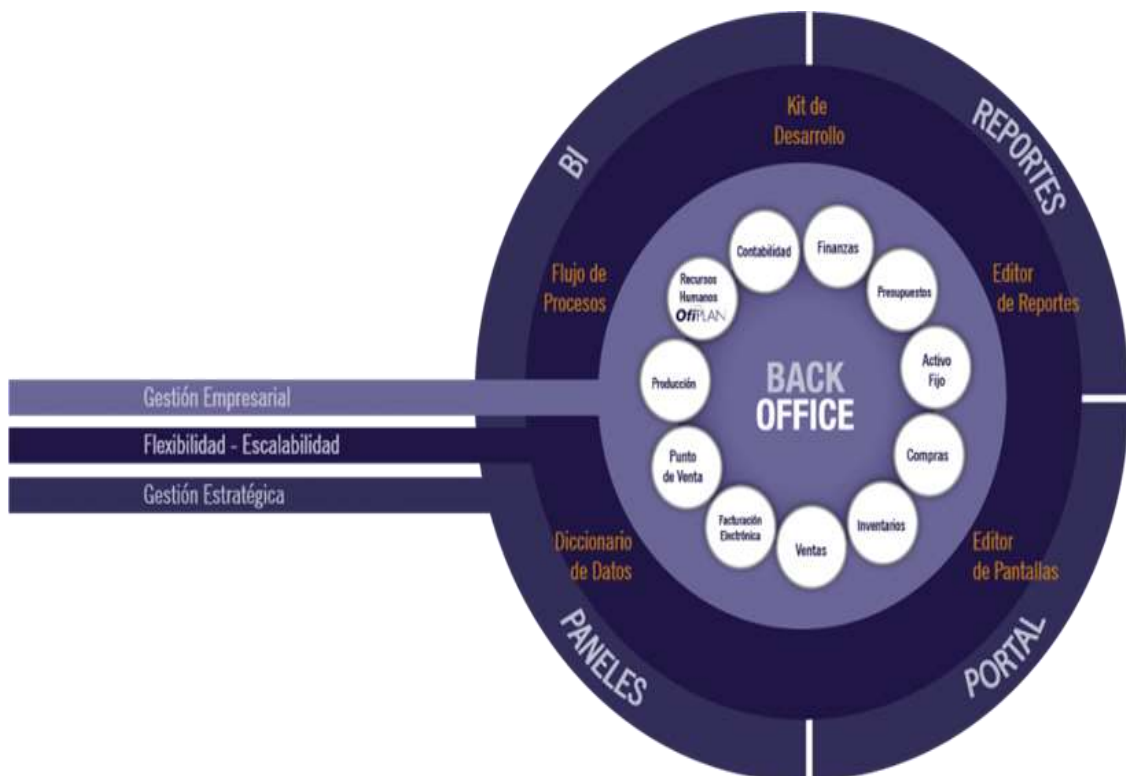 Kit de
Desarrollo
BI
REPORTES
Flujo de
Procesos
Editor
de Reportes
Contabilidad
Finanzas
Recursos
Humanos
OfiPLAN
Presupuestos
Producción
Activo
Fijo
BACK
OFFICE
Gestión Empresarial
Flexibilidad - Escalabilidad
Gestión Estratégica
Punto
de Venta
Compras
Facturación
Electrónica
Inventarios
Ventas
Diccionario
de Datos
Editor
de Pantallas
PANELES
PORTAL